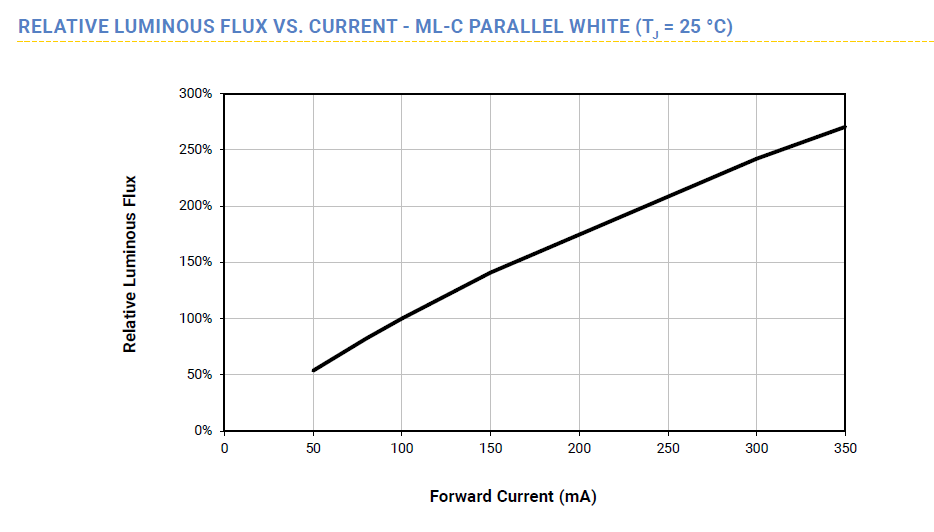 RELATIVE LUMINOUS FLUX VS. CURRENT - ML-C PARALLEL WHITE (TJ = 25 °C)
300%
250%
200%
150%
100%
50%
0%
Relative Luminous Flux
0 50 100 150 200 250 300 350
Forward Current (mA)